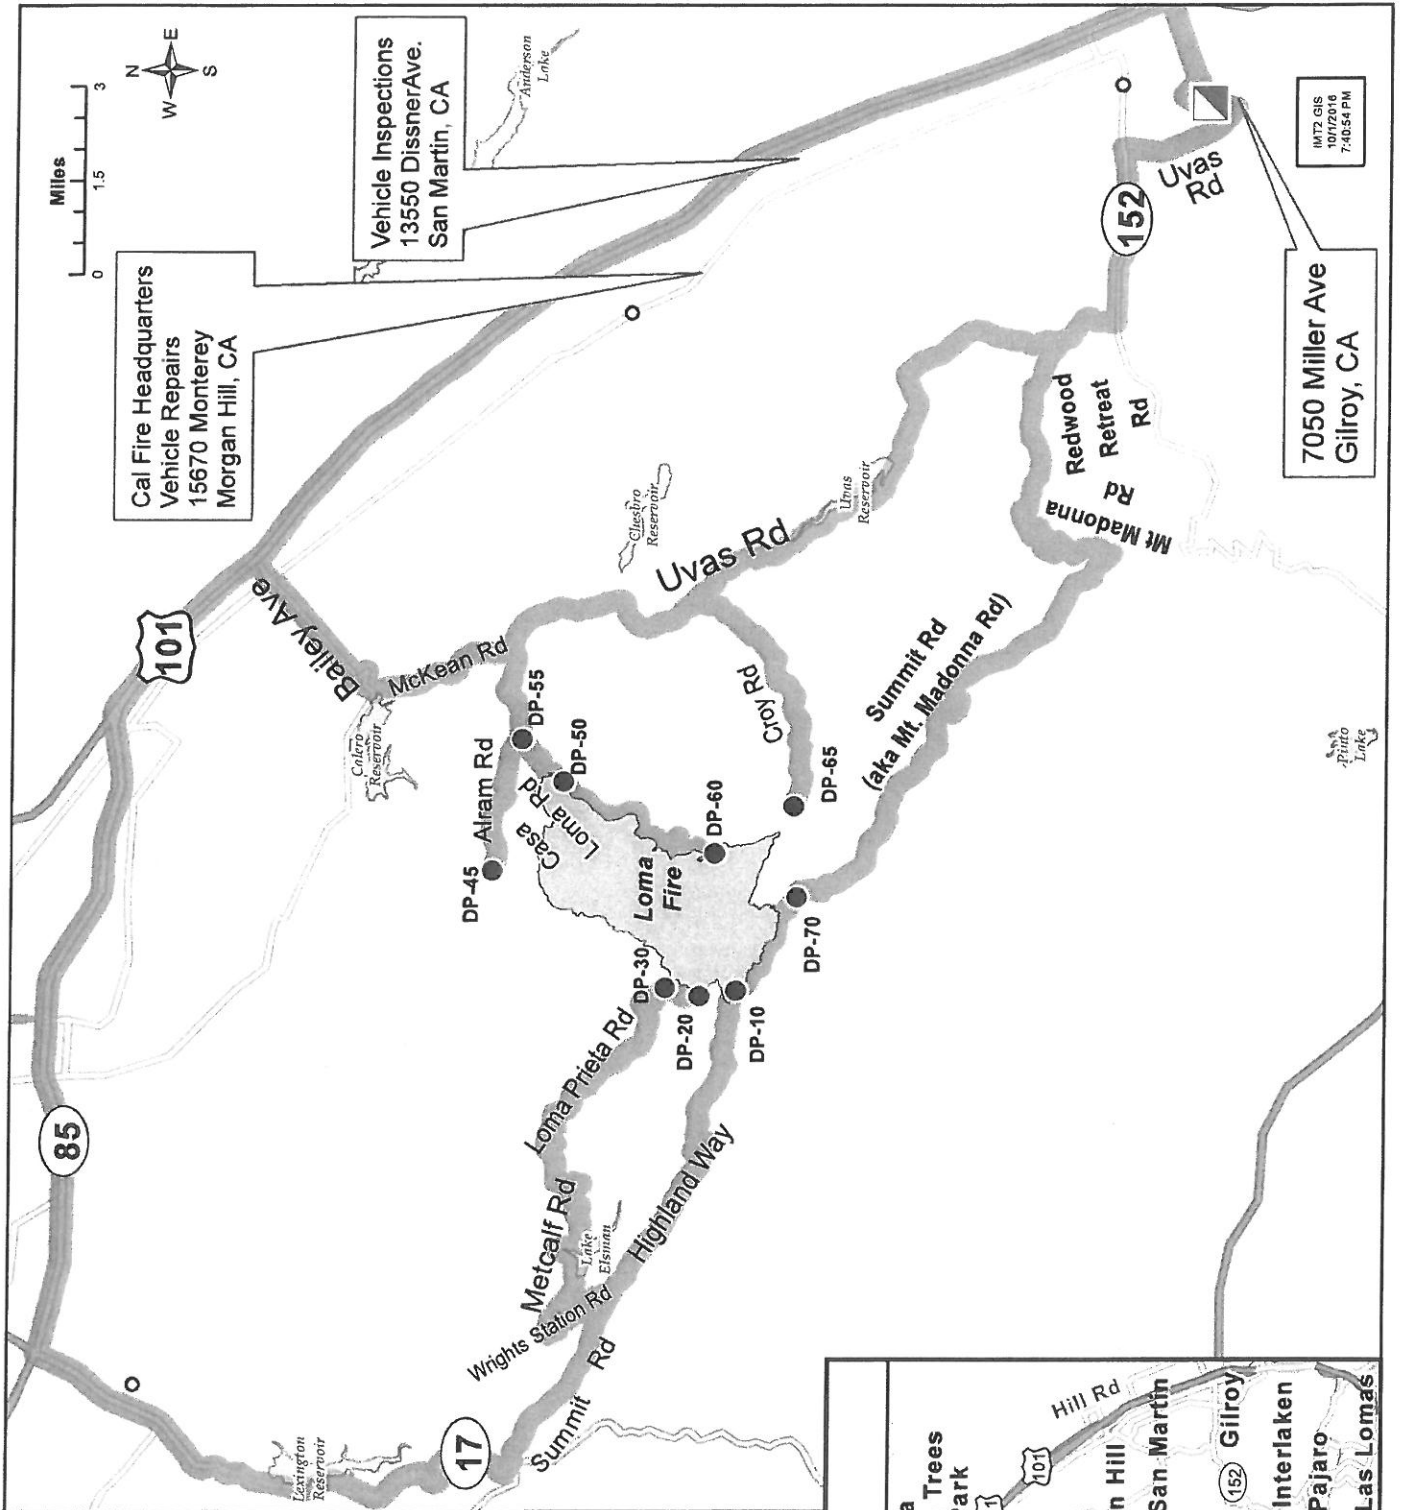 Miles
0
1.5
3
N
E
S
W
Cal Fire Headquarters
Vehicle Repairs
15670 Monterey
Morgan Hill, CA
Vehicle Inspections
13550 DissnerAve.
San Martin, CA
Anderson
Lake
IMT2 GIS
10/1/2016
7:40:54 PM
7050 Miller Ave
Gilroy, CA
101
85
17
152
Uvas
Rd
Bailey Ave
McKean Rd
Calero
Reservoir
Chesbro
Reservoir
Uvas Rd
Uvas
Reservoir
Redwood
Retreat
Rd
Mt Madonna
Rd
Summit Rd
(aka Mt. Madonna Rd)
Croy Rd
Alram Rd
Casa
Loma Rd
Loma
Fire
DP-55
DP-50
DP-45
DP-60
DP-65
DP-70
DP-30
DP-20
DP-10
Loma Prieta Rd
Highland Way
Metcalf Rd
Lake
Elsman
Wrights Station Rd
Summit
Rd
Lexington
Reservoir
Pinto
Lake
a
Trees
Park
1
101
Hill Rd
n Hill
San Martin
152
Gilroy
Interlaken
Pajaro
Las Lomas